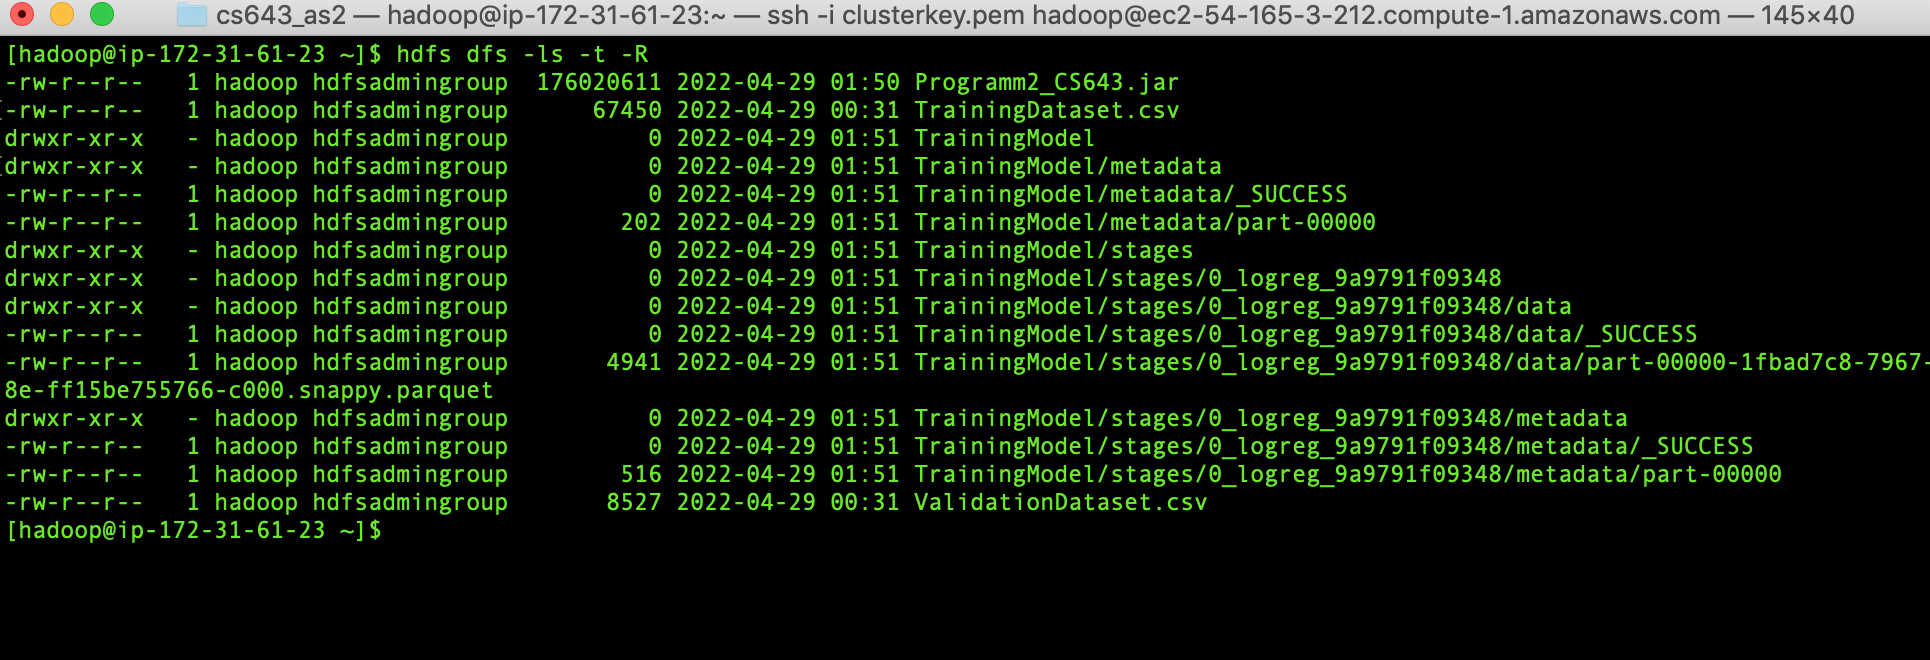 cs643_as2 — hadoop@ip-172-31-61-23:~ — ssh -i clusterkey.pem hadoop@ec2-54-165-3-212.compute-1.amazonaws.com — 145×40
[hadoop@ip-172-31-61-23 ~]$ hdfs dfs -ls -t -R
-rw-r--r--   1 hadoop hdfsadmingroup  176020611 2022-04-29 01:50 Programm2_CS643.jar
-rw-r--r--   1 hadoop hdfsadmingroup      67450 2022-04-29 00:31 TrainingDataset.csv
drwxr-xr-x   - hadoop hdfsadmingroup          0 2022-04-29 01:51 TrainingModel
drwxr-xr-x   - hadoop hdfsadmingroup          0 2022-04-29 01:51 TrainingModel/metadata
-rw-r--r--   1 hadoop hdfsadmingroup          0 2022-04-29 01:51 TrainingModel/metadata/_SUCCESS
-rw-r--r--   1 hadoop hdfsadmingroup        202 2022-04-29 01:51 TrainingModel/metadata/part-00000
drwxr-xr-x   - hadoop hdfsadmingroup          0 2022-04-29 01:51 TrainingModel/stages
drwxr-xr-x   - hadoop hdfsadmingroup          0 2022-04-29 01:51 TrainingModel/stages/0_logreg_9a9791f09348
drwxr-xr-x   - hadoop hdfsadmingroup          0 2022-04-29 01:51 TrainingModel/stages/0_logreg_9a9791f09348/data
-rw-r--r--   1 hadoop hdfsadmingroup          0 2022-04-29 01:51 TrainingModel/stages/0_logreg_9a9791f09348/data/_SUCCESS
-rw-r--r--   1 hadoop hdfsadmingroup       4941 2022-04-29 01:51 TrainingModel/stages/0_logreg_9a9791f09348/data/part-00000-1fbad7c8-7967-
8e-ff15be755766-c000.snappy.parquet
drwxr-xr-x   - hadoop hdfsadmingroup          0 2022-04-29 01:51 TrainingModel/stages/0_logreg_9a9791f09348/metadata
-rw-r--r--   1 hadoop hdfsadmingroup          0 2022-04-29 01:51 TrainingModel/stages/0_logreg_9a9791f09348/metadata/_SUCCESS
-rw-r--r--   1 hadoop hdfsadmingroup        516 2022-04-29 01:51 TrainingModel/stages/0_logreg_9a9791f09348/metadata/part-00000
-rw-r--r--   1 hadoop hdfsadmingroup       8527 2022-04-29 00:31 ValidationDataset.csv
[hadoop@ip-172-31-61-23 ~]$